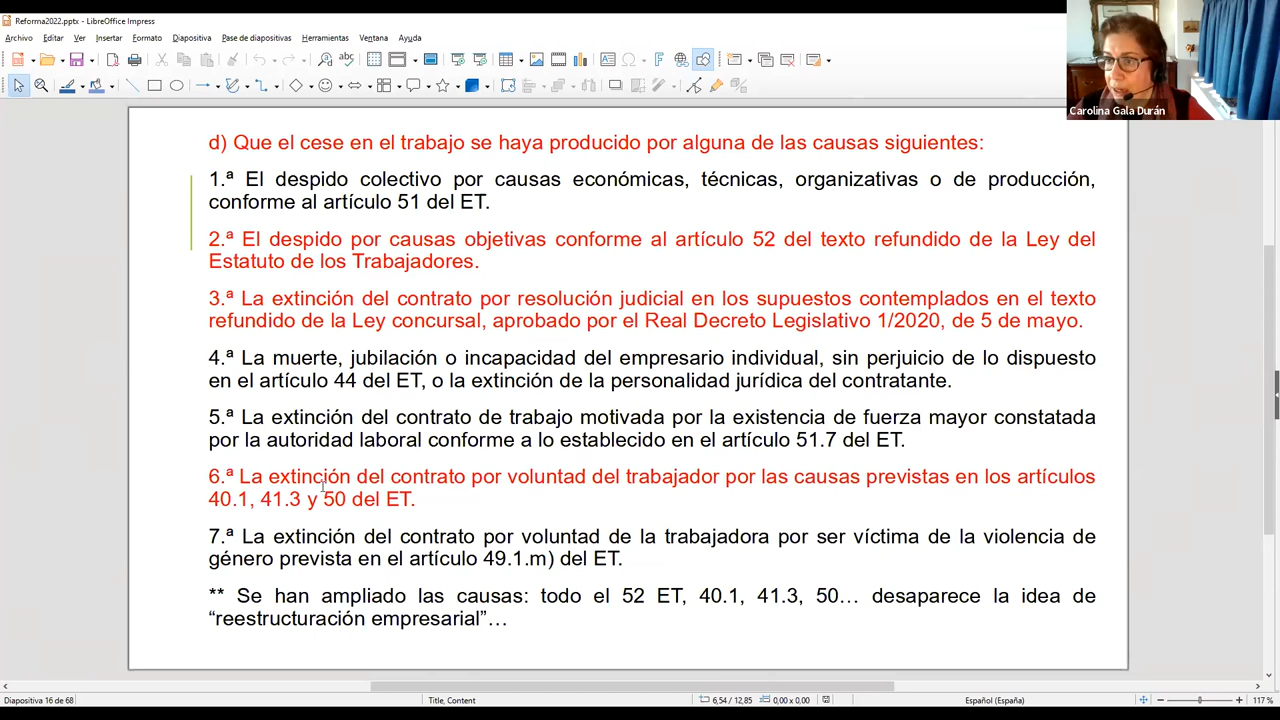 Reforma2022.pptx - LibreOffice Impress
Archivo Editar Ver Insertar Formato Diapositiva Pase de diapositivas Herramientas Ventana Ayuda
Carolina Gala Durán
d) Que el cese en el trabajo se haya producido por alguna de las causas siguientes:
1.ª El despido colectivo por causas económicas, técnicas, organizativas o de producción,
conforme al artículo 51 del ET.
2.ª El despido por causas objetivas conforme al artículo 52 del texto refundido de la Ley del
Estatuto de los Trabajadores.
3.ª La extinción del contrato por resolución judicial en los supuestos contemplados en el texto
refundido de la Ley concursal, aprobado por el Real Decreto Legislativo 1/2020, de 5 de mayo.
4.ª La muerte, jubilación o incapacidad del empresario individual, sin perjuicio de lo dispuesto
en el artículo 44 del ET, o la extinción de la personalidad jurídica del contratante.
5.ª La extinción del contrato de trabajo motivada por la existencia de fuerza mayor constatada
por la autoridad laboral conforme a lo establecido en el artículo 51.7 del ET.
6.ª La extinción del contrato por voluntad del trabajador por las causas previstas en los artículos
40.1, 41.3 y 50 del ET.
7.ª La extinción del contrato por voluntad de la trabajadora por ser víctima de la violencia de
género prevista en el artículo 49.1.m) del ET.
** Se han ampliado las causas: todo el 52 ET, 40.1, 41.3, 50… desaparece la idea de
“reestructuración empresarial”…
Diapositiva 16 de 68 Title, Content 6,54 / 12,85 0,00 x 0,00 Español (España) 117 %